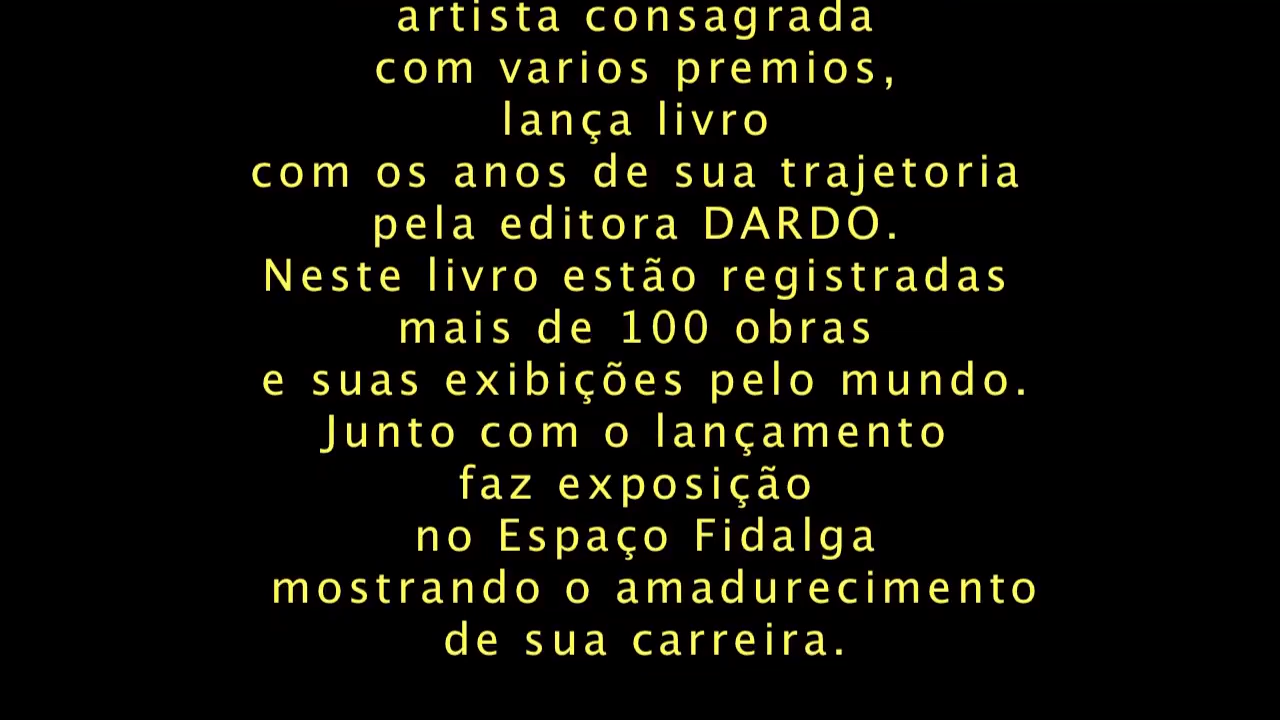 artista consagrada
com varios premios,
lança livro
com os anos de sua trajetoria
pela editora DARDO.
Neste livro estão registradas
mais de 100 obras
e suas exibições pelo mundo.
Junto com o lançamento
faz exposição
no Espaço Fidalga
mostrando o amadurecimento
de sua carreira.